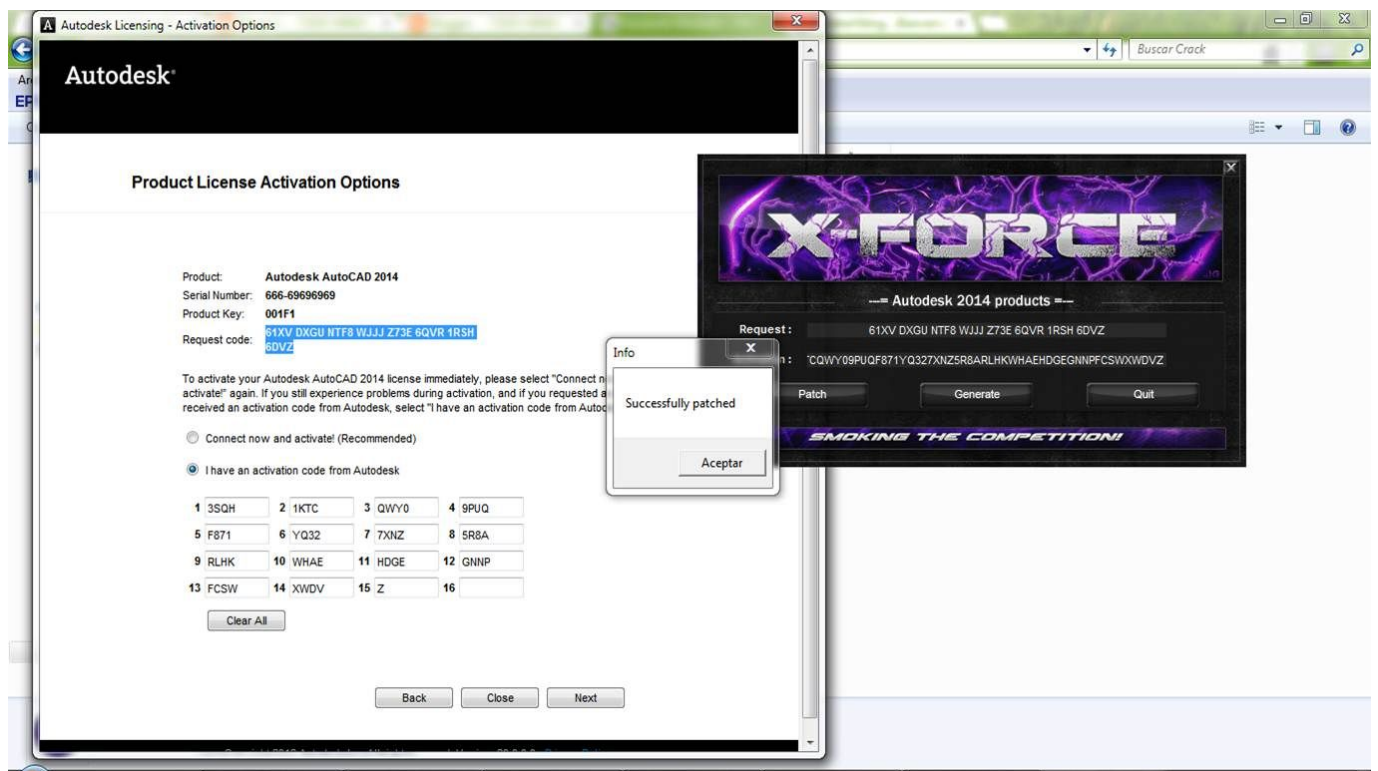 Autodesk Licensing - Activation Options
Buscar Crack
Autodesk
Product License Activation Options
Product: Autodesk AutoCAD 2014
Serial Number: 666-69696969
Product Key: 001F1
Request code: 61XV DXGU NTF8 WJJJ Z73E 6QVR 1RSH
6DVZ
To activate your Autodesk AutoCAD 2014 license immediately, please select "Connect n
activate!" again. If you still experience problems during activation, and if you requested a
received an activation code from Autodesk, select "I have an activation code from Autod
Connect now and activate! (Recommended)
I have an activation code from Autodesk
1 3SQH 2 1KTC 3 QWY0 4 9PUQ
5 F871 6 YQ32 7 7XNZ 8 5R8A
9 RLHK 10 WHAE 11 HDGE 12 GNNP
13 FCSW 14 XWDV 15 Z 16
Clear All
Back Close Next
X-FORCE
---= Autodesk 2014 products =---
Request: 61XV DXGU NTF8 WJJJ Z73E 6QVR 1RSH 6DVZ
CQWY09PUQF871YQ327XNZ5R8ARLHKWHAEHDGEGNNPFCSWXWDVZ
Patch Generate Quit
SMOKING THE COMPETITION!
Info
Successfully patched
Aceptar